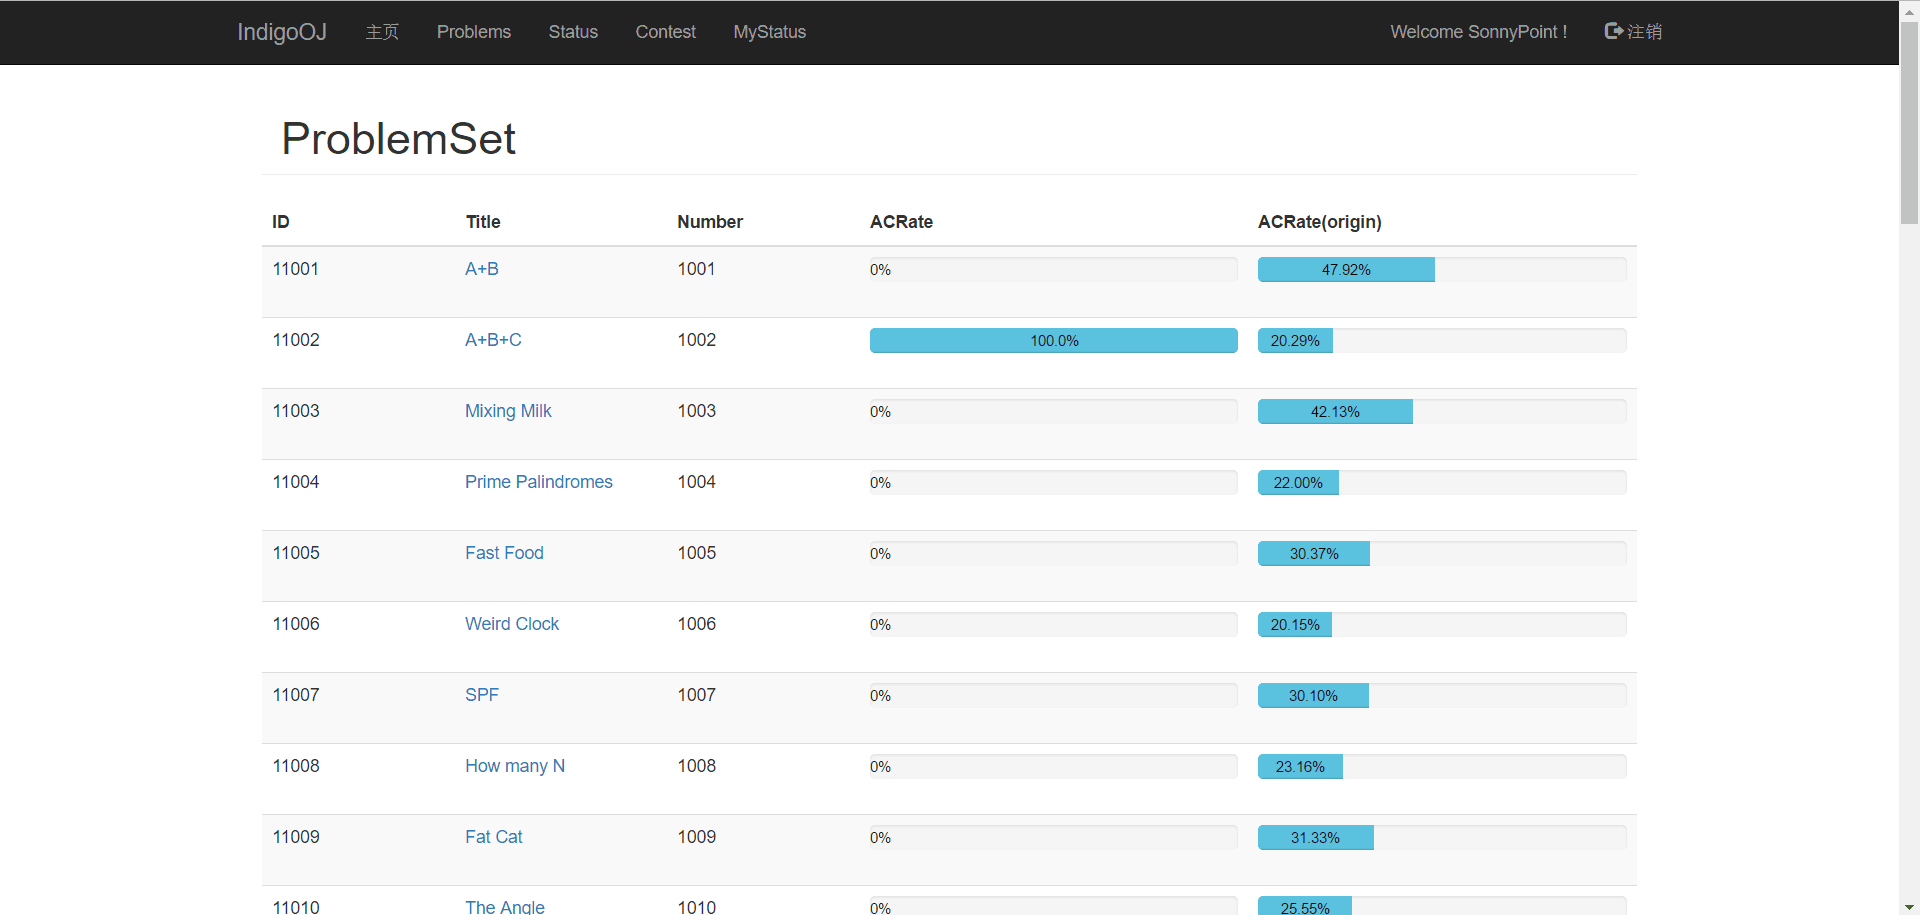 IndigoOJ 主页 Problems Status Contest MyStatus Welcome SonnyPoint ! 注销
ProblemSet
ID Title Number ACRate ACRate(origin)
11001 A+B 1001 0% 47.92%
11002 A+B+C 1002 100.0% 20.29%
11003 Mixing Milk 1003 0% 42.13%
11004 Prime Palindromes 1004 0% 22.00%
11005 Fast Food 1005 0% 30.37%
11006 Weird Clock 1006 0% 20.15%
11007 SPF 1007 0% 30.10%
11008 How many N 1008 0% 23.16%
11009 Fat Cat 1009 0% 31.33%
11010 The Angle 1010 0% 25.55%